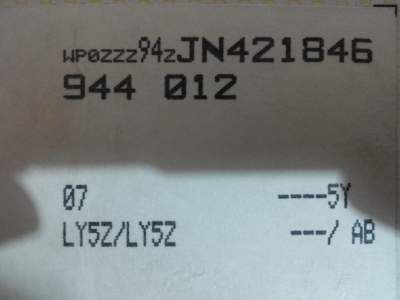 WP0ZZZ94ZJN421846
944 012
07 ----5Y
LY5Z/LY5Z ---/ AB